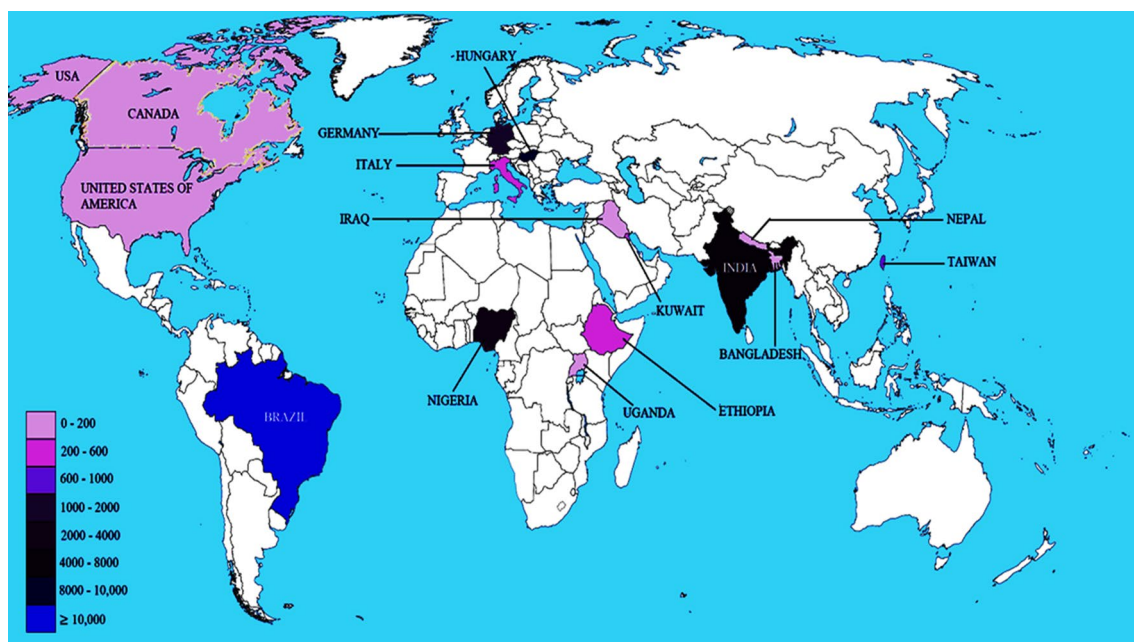 HUNGARY
USA
CANADA
GERMANY
ITALY
UNITED STATES OF
AMERICA
IRAQ
NEPAL
INDIA
TAIWAN
KUWAIT
BANGLADESH
NIGERIA
UGANDA
ETHIOPIA
BRAZIL
0 - 200
200 - 600
600 - 1000
1000 - 2000
2000 - 4000
4000 - 8000
8000 - 10,000
≥ 10,000